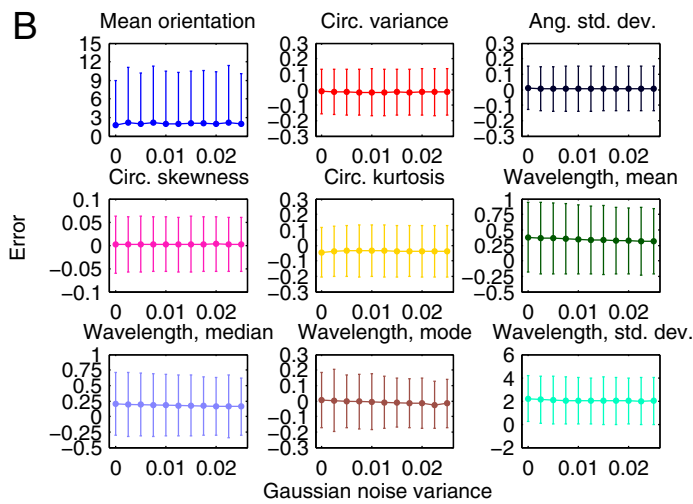 B
Mean orientation Circ. variance Ang. std. dev.
15 0.3 0.3
12 0.2 0.2
9 0.1 0.1
6 0 0
3 −0.1 −0.1
0 −0.2 −0.2
−0.3 −0.3
0 0.01 0.02 0 0.01 0.02 0 0.01 0.02
Circ. skewness Circ. kurtosis Wavelength, mean
0.1 0.3 1
0.05 0.2 0.75
0 0.1 0.5
−0.05 0 0.25
−0.1 −0.1 0
−0.2 −0.25
−0.3 −0.5
0 0.01 0.02 0 0.01 0.02 0 0.01 0.02
Error
Wavelength, median Wavelength, mode Wavelength, std. dev.
1 0.3 6
0.75 0.2 4
0.5 0.1 2
0.25 0 0
0 −0.1 −2
−0.25 −0.2
−0.5 −0.3
0 0.01 0.02 0 0.01 0.02 0 0.01 0.02
Gaussian noise variance